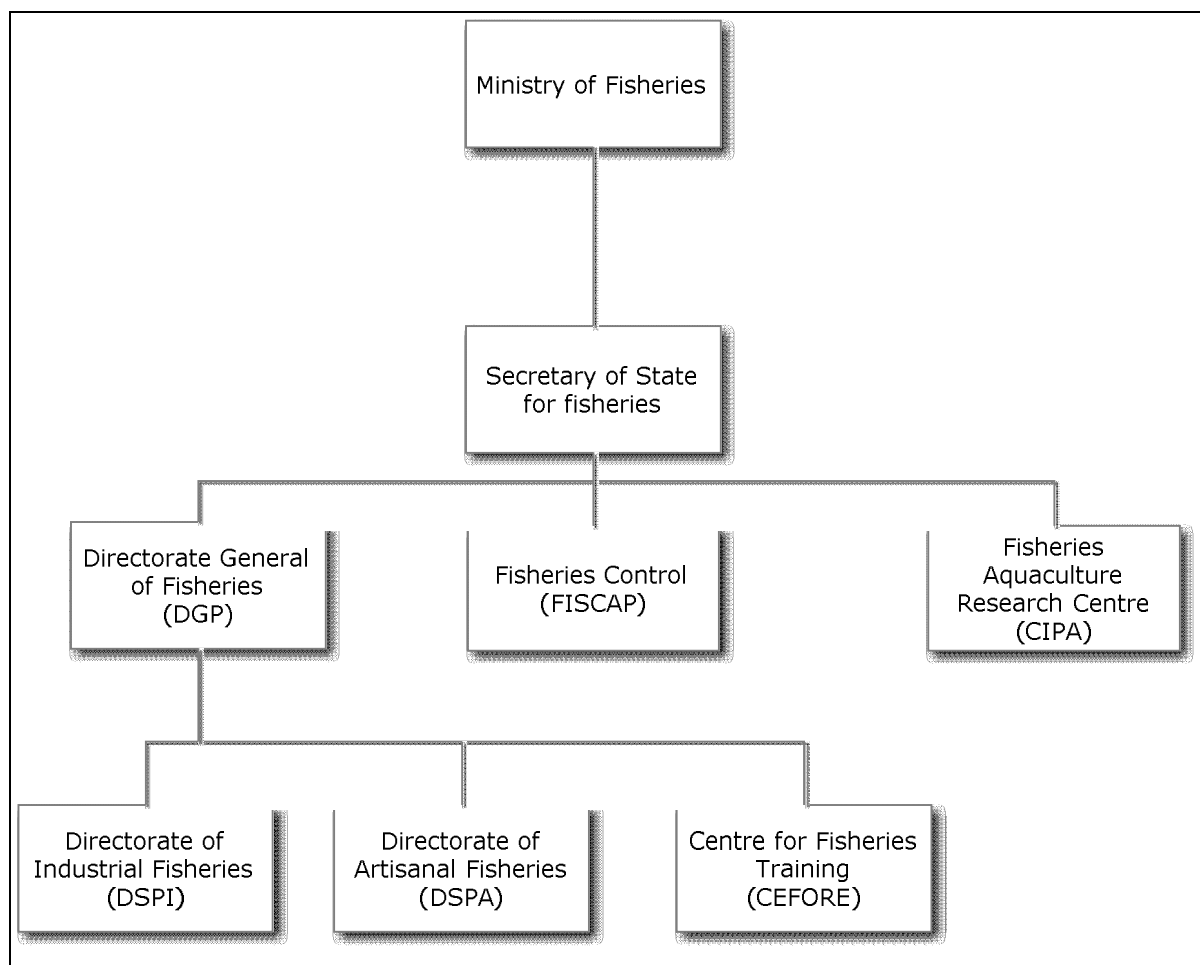 Ministry of Fisheries
Secretary of State
for fisheries
Directorate General
of Fisheries
(DGP)
Fisheries Control
(FISCAP)
Fisheries
Aquaculture
Research Centre
(CIPA)
Directorate of
Industrial Fisheries
(DSPI)
Directorate of
Artisanal Fisheries
(DSPA)
Centre for Fisheries
Training
(CEFORE)